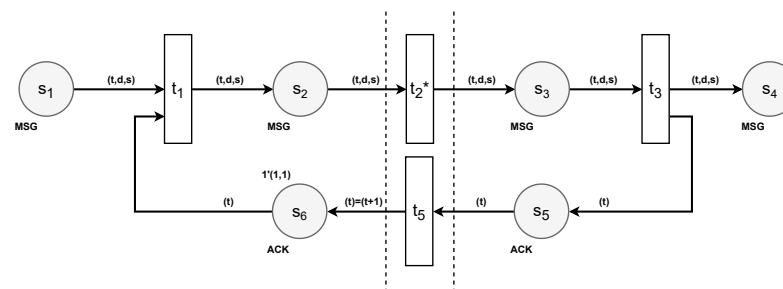 (t,d,s) (t,d,s) (t,d,s) (t,d,s) (t,d,s) (t,d,s)
s1 t1 s2 t2* s3 t3 s4
MSG MSG MSG MSG
1'(1,1)
(t) (t)=(t+1) (t) (t)
s6 t5 s5
ACK ACK